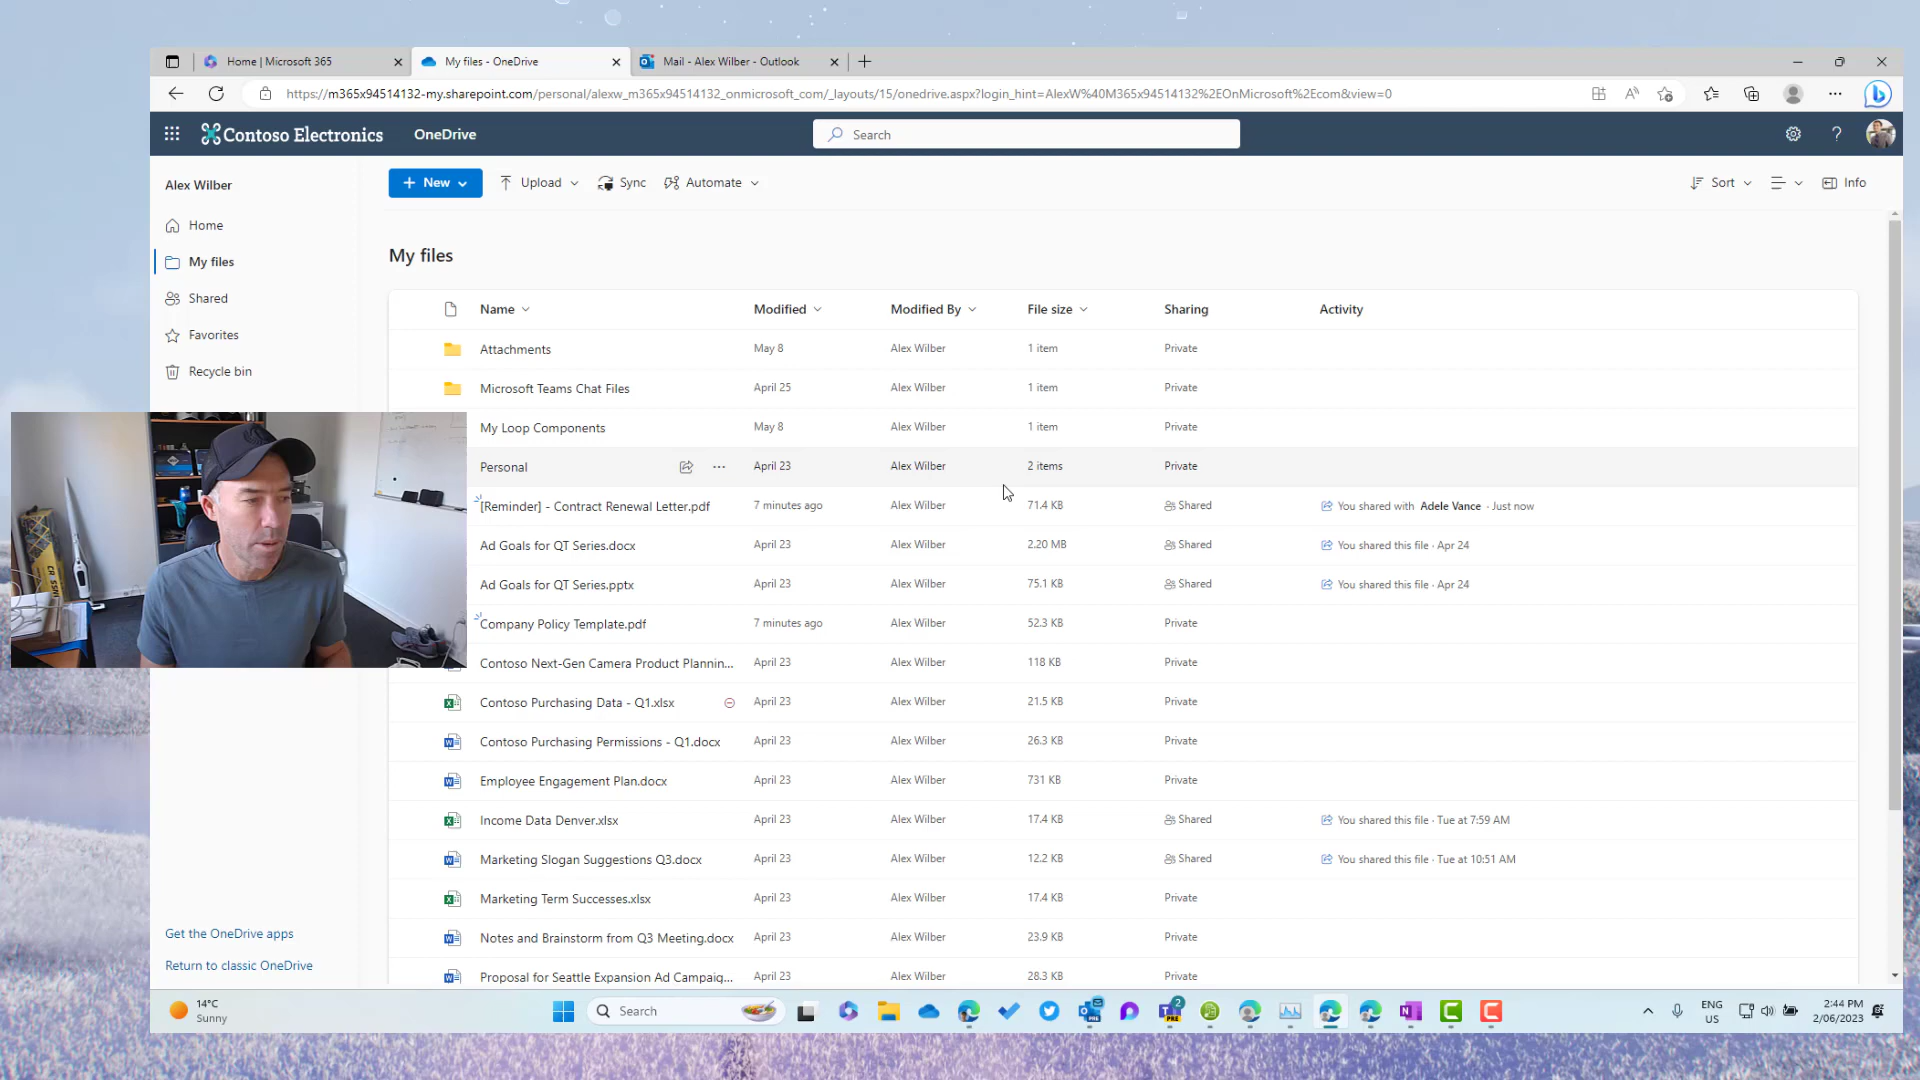 Home | Microsoft 365
My files - OneDrive
Mail - Alex Wilber - Outlook
https://m365x94514132-my.sharepoint.com/personal/alexw_m365x94514132_onmicrosoft_com/_layouts/15/onedrive.aspx?login_hint=AlexW%40M365x94514132%2EOnMicrosoft%2Ecom&view=0
Contoso Electronics OneDrive Search
Alex Wilber
Home
My files
Shared
Favorites
Recycle bin
Get the OneDrive apps
Return to classic OneDrive
New Upload Sync Automate Sort Info
My files
Name Modified Modified By File size Sharing Activity
Attachments May 8 Alex Wilber 1 item Private
Microsoft Teams Chat Files April 25 Alex Wilber 1 item Private
My Loop Components May 8 Alex Wilber 1 item Private
Personal April 23 Alex Wilber 2 items Private
[Reminder] - Contract Renewal Letter.pdf 7 minutes ago Alex Wilber 71.4 KB Shared You shared with Adele Vance · Just now
Ad Goals for QT Series.docx April 23 Alex Wilber 2.20 MB Shared You shared this file · Apr 24
Ad Goals for QT Series.pptx April 23 Alex Wilber 75.1 KB Shared You shared this file · Apr 24
Company Policy Template.pdf 7 minutes ago Alex Wilber 52.3 KB Private
Contoso Next-Gen Camera Product Plannin... April 23 Alex Wilber 118 KB Private
Contoso Purchasing Data - Q1.xlsx April 23 Alex Wilber 21.5 KB Private
Contoso Purchasing Permissions - Q1.docx April 23 Alex Wilber 26.3 KB Private
Employee Engagement Plan.docx April 23 Alex Wilber 731 KB Private
Income Data Denver.xlsx April 23 Alex Wilber 17.4 KB Shared You shared this file · Tue at 7:59 AM
Marketing Slogan Suggestions Q3.docx April 23 Alex Wilber 12.2 KB Shared You shared this file · Tue at 10:51 AM
Marketing Term Successes.xlsx April 23 Alex Wilber 17.4 KB Private
Notes and Brainstorm from Q3 Meeting.docx April 23 Alex Wilber 23.9 KB Private
Proposal for Seattle Expansion Ad Campaig... April 23 Alex Wilber 28.3 KB Private
14°C
Sunny
Search
PRE
2
PRE
ENG
US
2:44 PM
2/06/2023